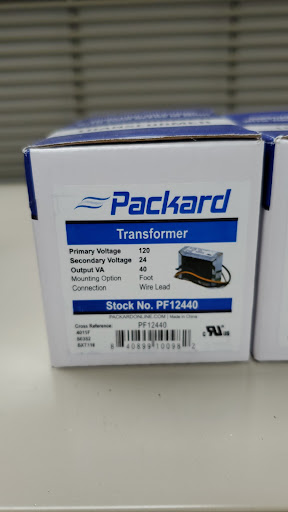 TRANSFORMER
Packard
Transformer
Primary Voltage 120
Secondary Voltage 24
Output VA 40
Mounting Option Foot
Connection Wire Lead
Stock No. PF12440
PACKARDONLINE.COM | Made In China
Cross Reference:
PF12440